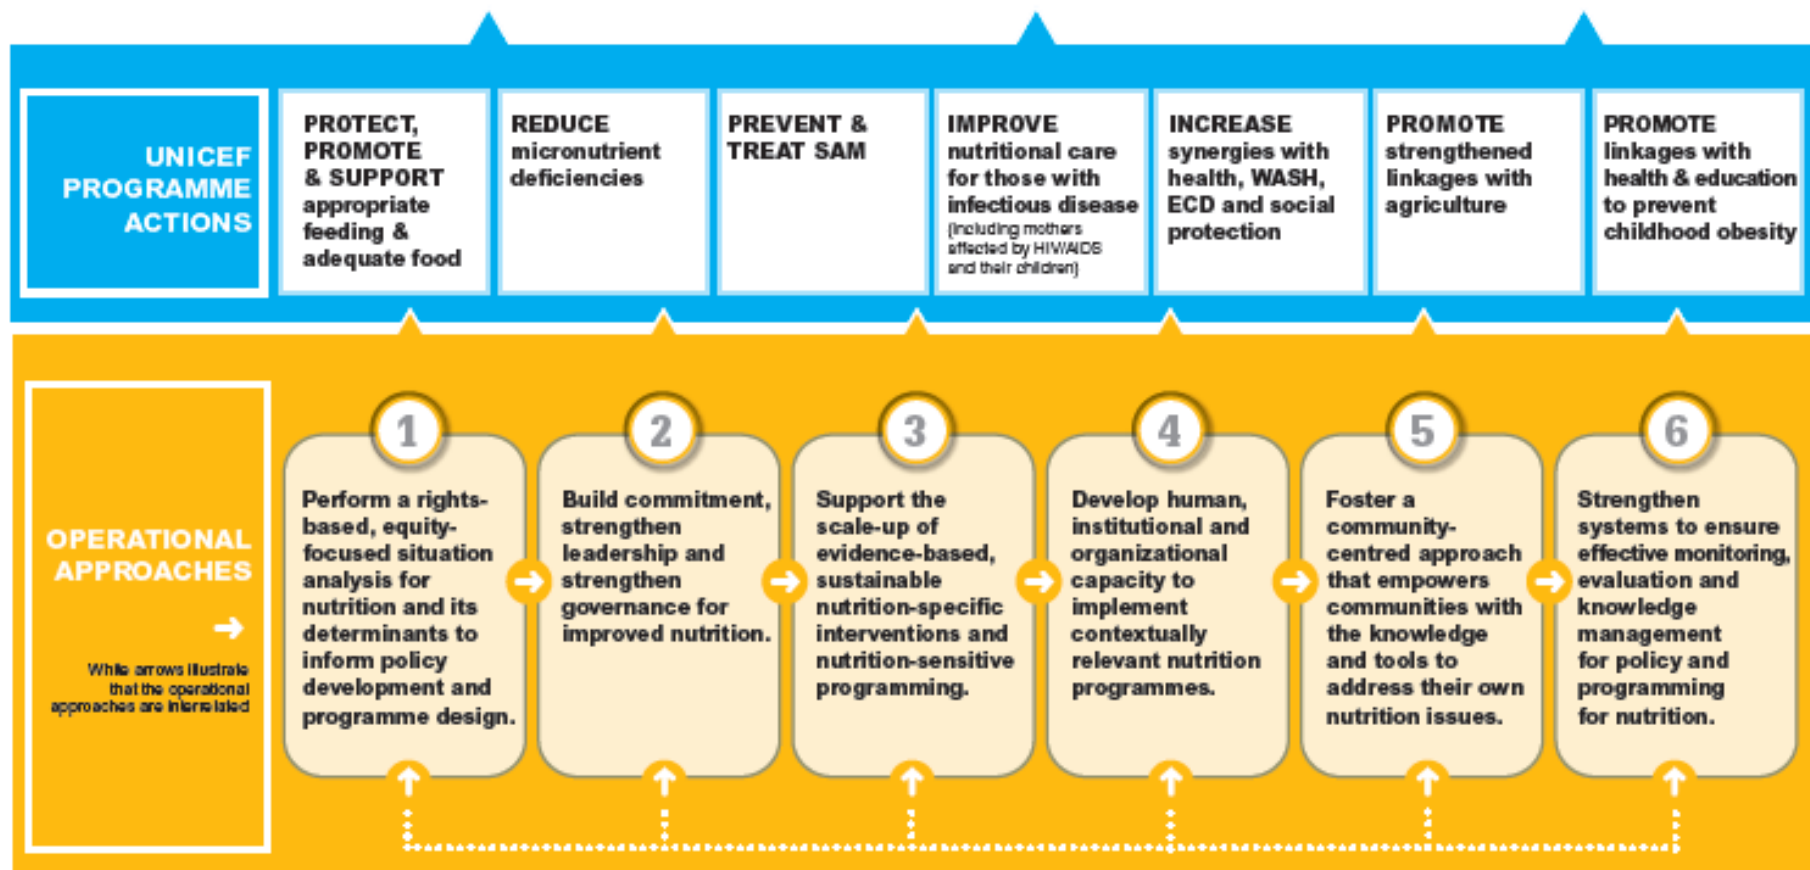 UNICEF
PROGRAMME
ACTIONS
PROTECT,
PROMOTE
& SUPPORT
appropriate
feeding &
adequate food
REDUCE
micronutrient
deficiencies
PREVENT &
TREAT SAM
IMPROVE
nutritional care
for those with
infectious disease
(including mothers
affected by HIV/AIDS
and their children)
INCREASE
synergies with
health, WASH,
ECD and social
protection
PROMOTE
strengthened
linkages with
agriculture
PROMOTE
linkages with
health & education
to prevent
childhood obesity
OPERATIONAL
APPROACHES
While arrows illustrate
that the operational
approaches are interrelated
1
Perform a rights-
based, equity-
focused situation
analysis for
nutrition and its
determinants to
inform policy
development and
programme design.
2
Build commitment,
strengthen
leadership and
strengthen
governance for
improved nutrition.
3
Support the
scale-up of
evidence-based,
sustainable
nutrition-specific
interventions and
nutrition-sensitive
programming.
4
Develop human,
institutional and
organizational
capacity to
implement
contextually
relevant nutrition
programmes.
5
Foster a
community-
centred approach
that empowers
communities with
the knowledge
and tools to
address their own
nutrition issues.
6
Strengthen
systems to ensure
effective monitoring,
evaluation and
knowledge
management
for policy and
programming
for nutrition.